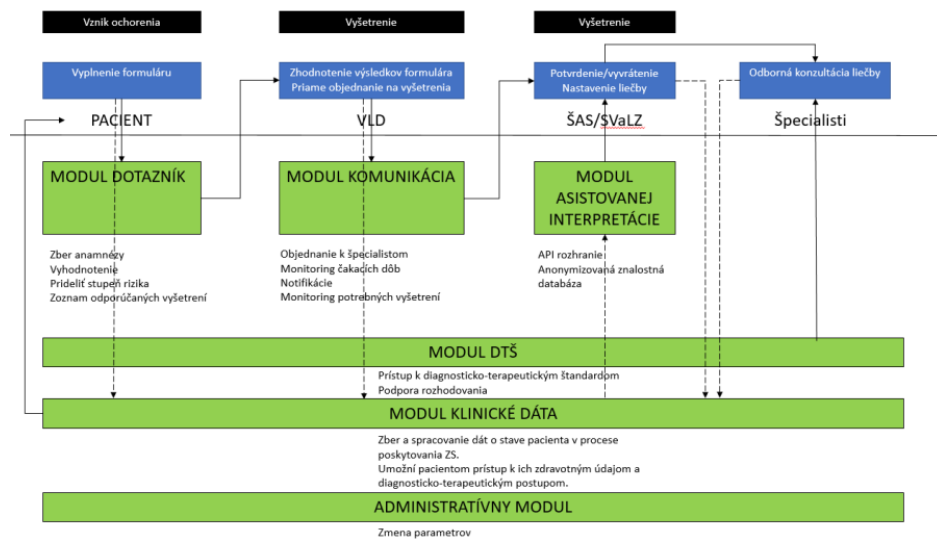 Vznik ochorenia
Vyšetrenie
Vyšetrenie
Vyplnenie formuláru
Zhodnotenie výsledkov formulára
Priame objednanie na vyšetrenia
Potvrdenie/vyvrátenie
Nastavenie liečby
Odborná konzultácia liečby
PACIENT
VLD
ŠAS/SVaLZ
Špecialisti
MODUL DOTAZNÍK
MODUL KOMUNIKÁCIA
MODUL
ASISTOVANEJ
INTERPRETÁCIE
Zber anamnézy
Vyhodnotenie
Prideliť stupeň rizika
Zoznam odporúčaných vyšetrení
Objednanie k špecialistom
Monitoring čakacích dôb
Notifikácie
Monitoring potrebných vyšetrení
API rozhranie
Anonymizovaná znalostná
databáza
MODUL DTŠ
Prístup k diagnosticko-terapeutickým štandardom
Podpora rozhodovania
MODUL KLINICKÉ DÁTA
Zber a spracovanie dát o stave pacienta v procese
poskytovania ZS.
Umožní pacientom prístup k ich zdravotným údajom a
diagnosticko-terapeutickým postupom.
ADMINISTRATÍVNY MODUL
Zmena parametrov